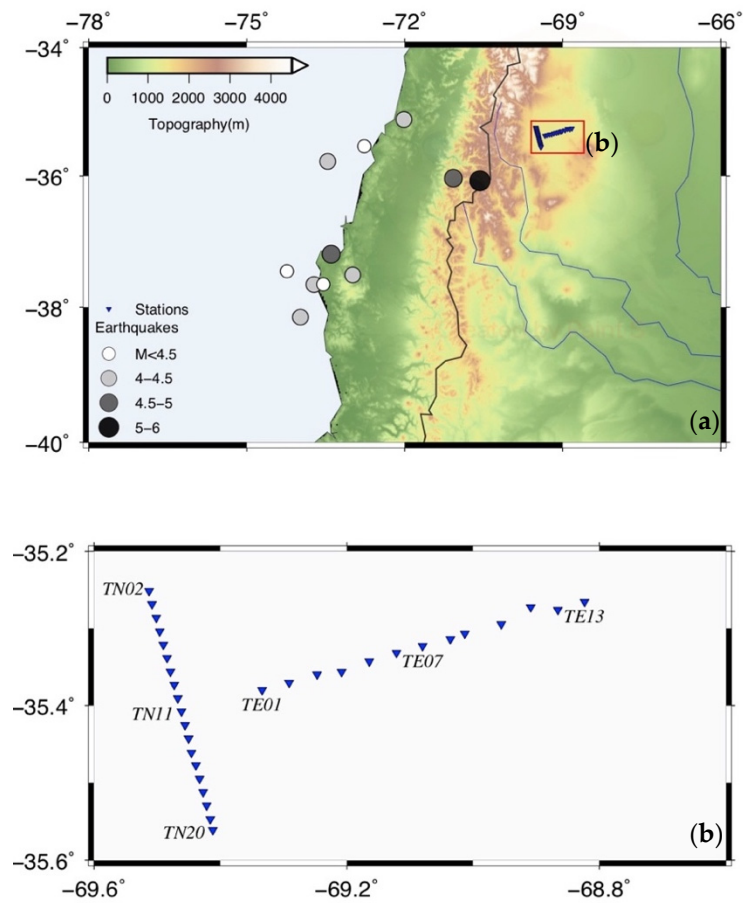 −78° −75° −72° −69° −66°
−34°
0 1000 2000 3000 4000
Topography(m)
(b)
−36°
−38°
Stations
Earthquakes
M<4.5
4−4.5
4.5−5
5−6
(a)
−40°
−35.2°
TN02
TE13
TE07
TE01
TN11
−35.4°
TN20
(b)
−35.6°
−69.6° −69.2° −68.8°